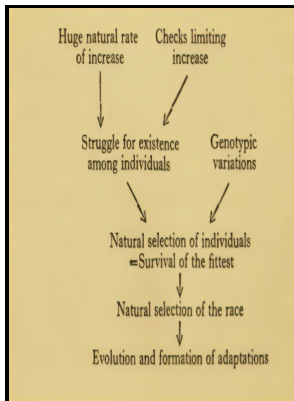 Huge natural rate
of increase
Checks limiting
increase
Struggle for existence
among individuals
Genotypic
variations
Natural selection of individuals
=Survival of the fittest
Natural selection of the race
Evolution and formation of adaptations